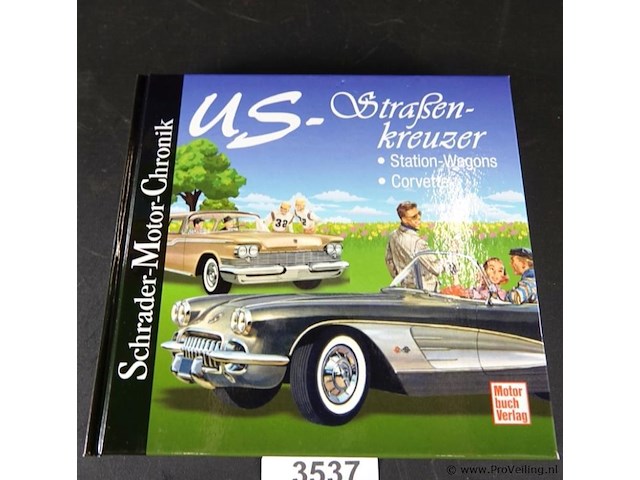 Schrader-Motor-Chronik
US-
Straßen-
kreuzer
• Station-Wagons
• Corvette
32
Motor
buch
Verlag
3537
© www.ProVeiling.nl